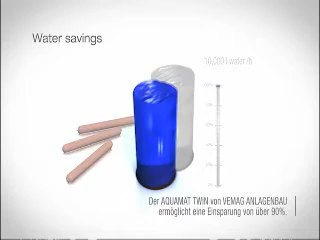 Water savings
10,000 l water /h
Der AQUAMAT TWIN von VEMAG ANLAGENBAU
ermöglicht eine Einsparung von über 90%.